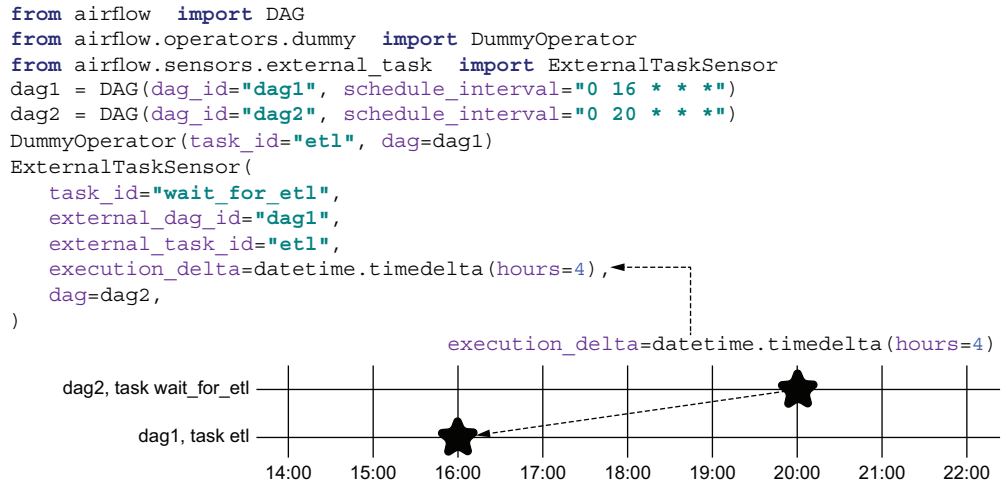 from airflow import DAG
from airflow.operators.dummy import DummyOperator
from airflow.sensors.external_task import ExternalTaskSensor
dag1 = DAG(dag_id="dag1", schedule_interval="0 16 * * *")
dag2 = DAG(dag_id="dag2", schedule_interval="0 20 * * *")
DummyOperator(task_id="etl", dag=dag1)
ExternalTaskSensor(
   task_id="wait_for_etl",
   external_dag_id="dag1",
   external_task_id="etl",
   execution_delta=datetime.timedelta(hours=4),
   dag=dag2,
)
execution_delta=datetime.timedelta(hours=4)
dag2, task wait_for_etl
dag1, task etl
14:00 15:00 16:00 17:00 18:00 19:00 20:00 21:00 22:00